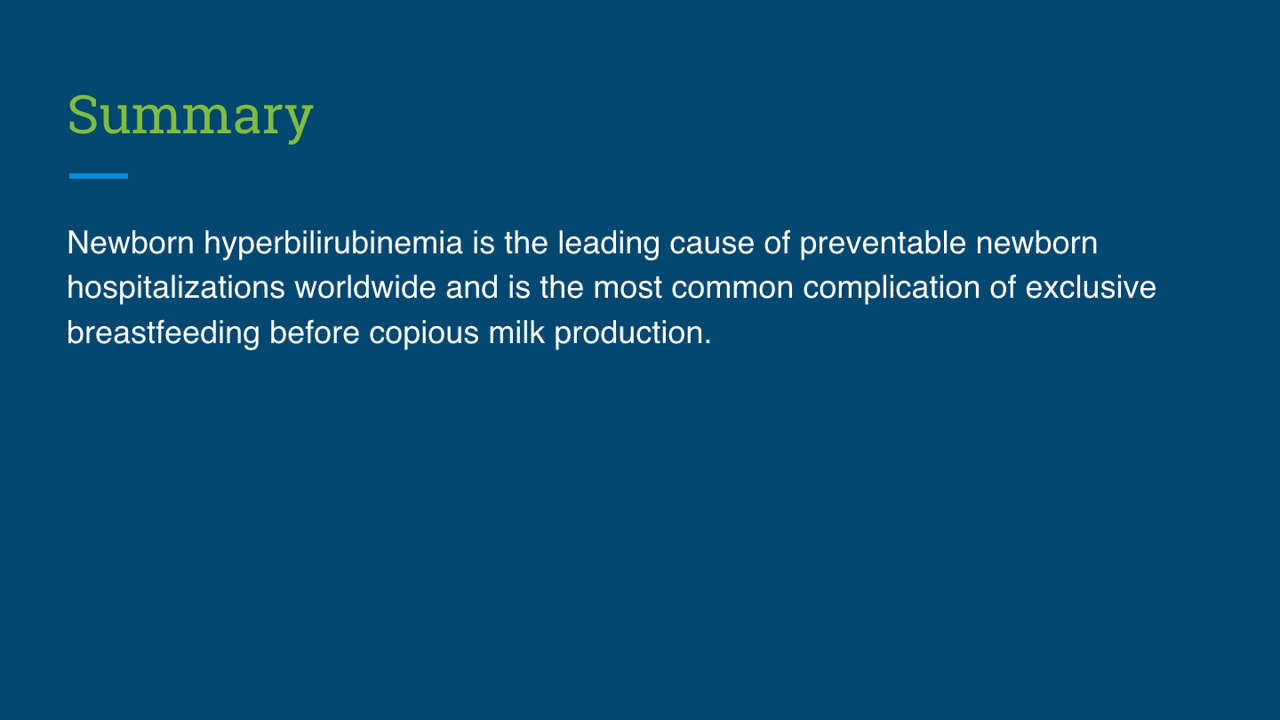 Summary
Newborn hyperbilirubinemia is the leading cause of preventable newborn
hospitalizations worldwide and is the most common complication of exclusive
breastfeeding before copious milk production.